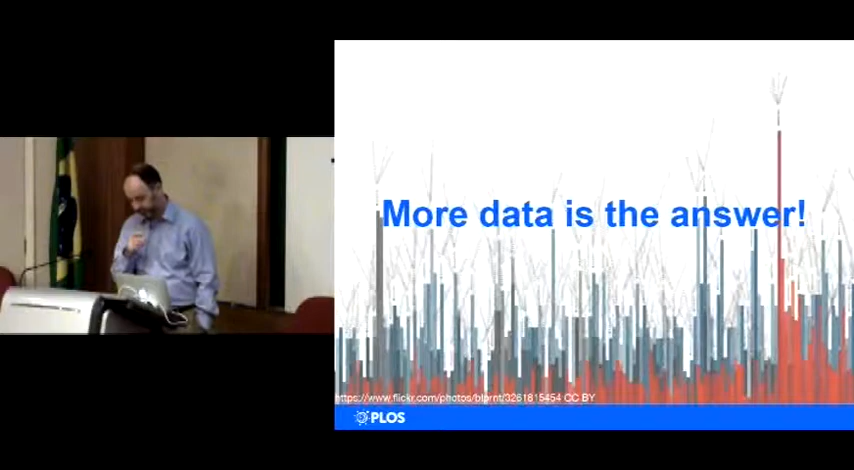 More data is the answer!
https://www.flickr.com/photos/blprnt/3261815454 CC BY
PLOS